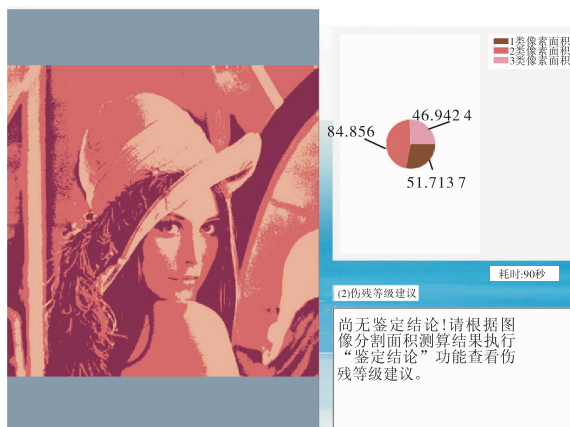 1类像素面积
2类像素面积
3类像素面积
46.942 4
84.856
51.713 7
耗时:90秒
(2)伤残等级建议
尚无鉴定结论!请根据图
像分割面积测算结果执行
“鉴定结论”功能查看伤
残等级建议。